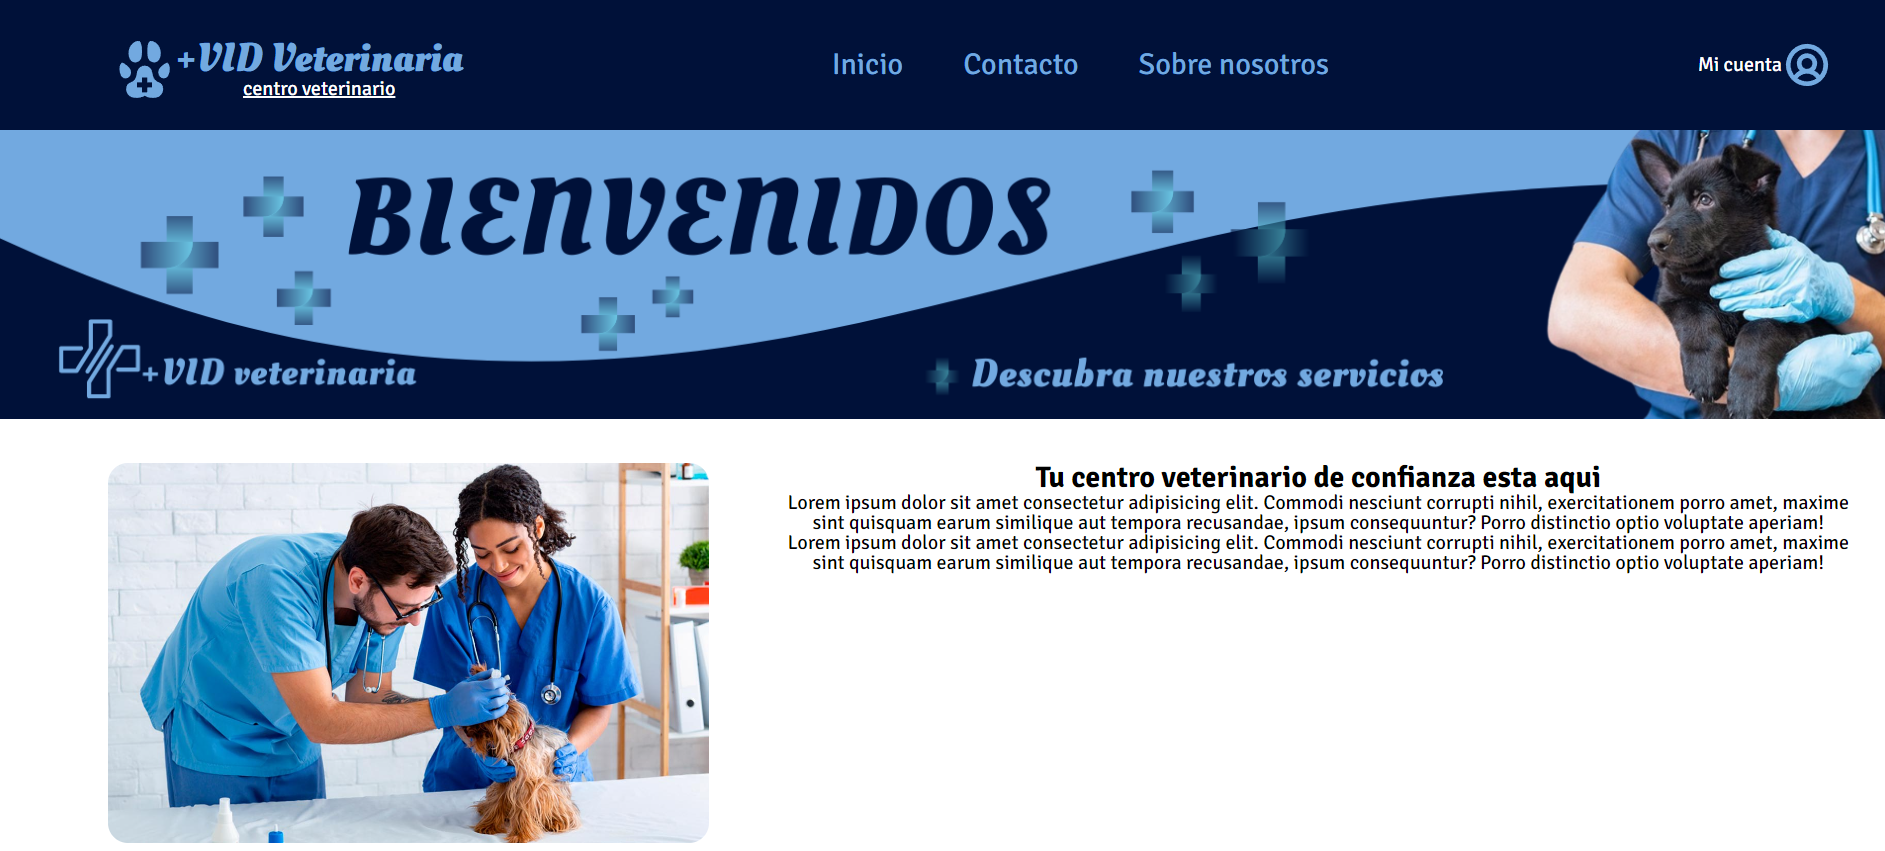 +VID Veterinaria
centro veterinario
Inicio Contacto Sobre nosotros
Mi cuenta
BIENVENIDOS
+VID veterinaria
Descubra nuestros servicios
Tu centro veterinario de confianza esta aqui
Lorem ipsum dolor sit amet consectetur adipisicing elit. Commodi nesciunt corrupti nihil, exercitationem porro amet, maxime
sint quisquam earum similique aut tempora recusandae, ipsum consequuntur? Porro distinctio optio voluptate aperiam!
Lorem ipsum dolor sit amet consectetur adipisicing elit. Commodi nesciunt corrupti nihil, exercitationem porro amet, maxime
sint quisquam earum similique aut tempora recusandae, ipsum consequuntur? Porro distinctio optio voluptate aperiam!